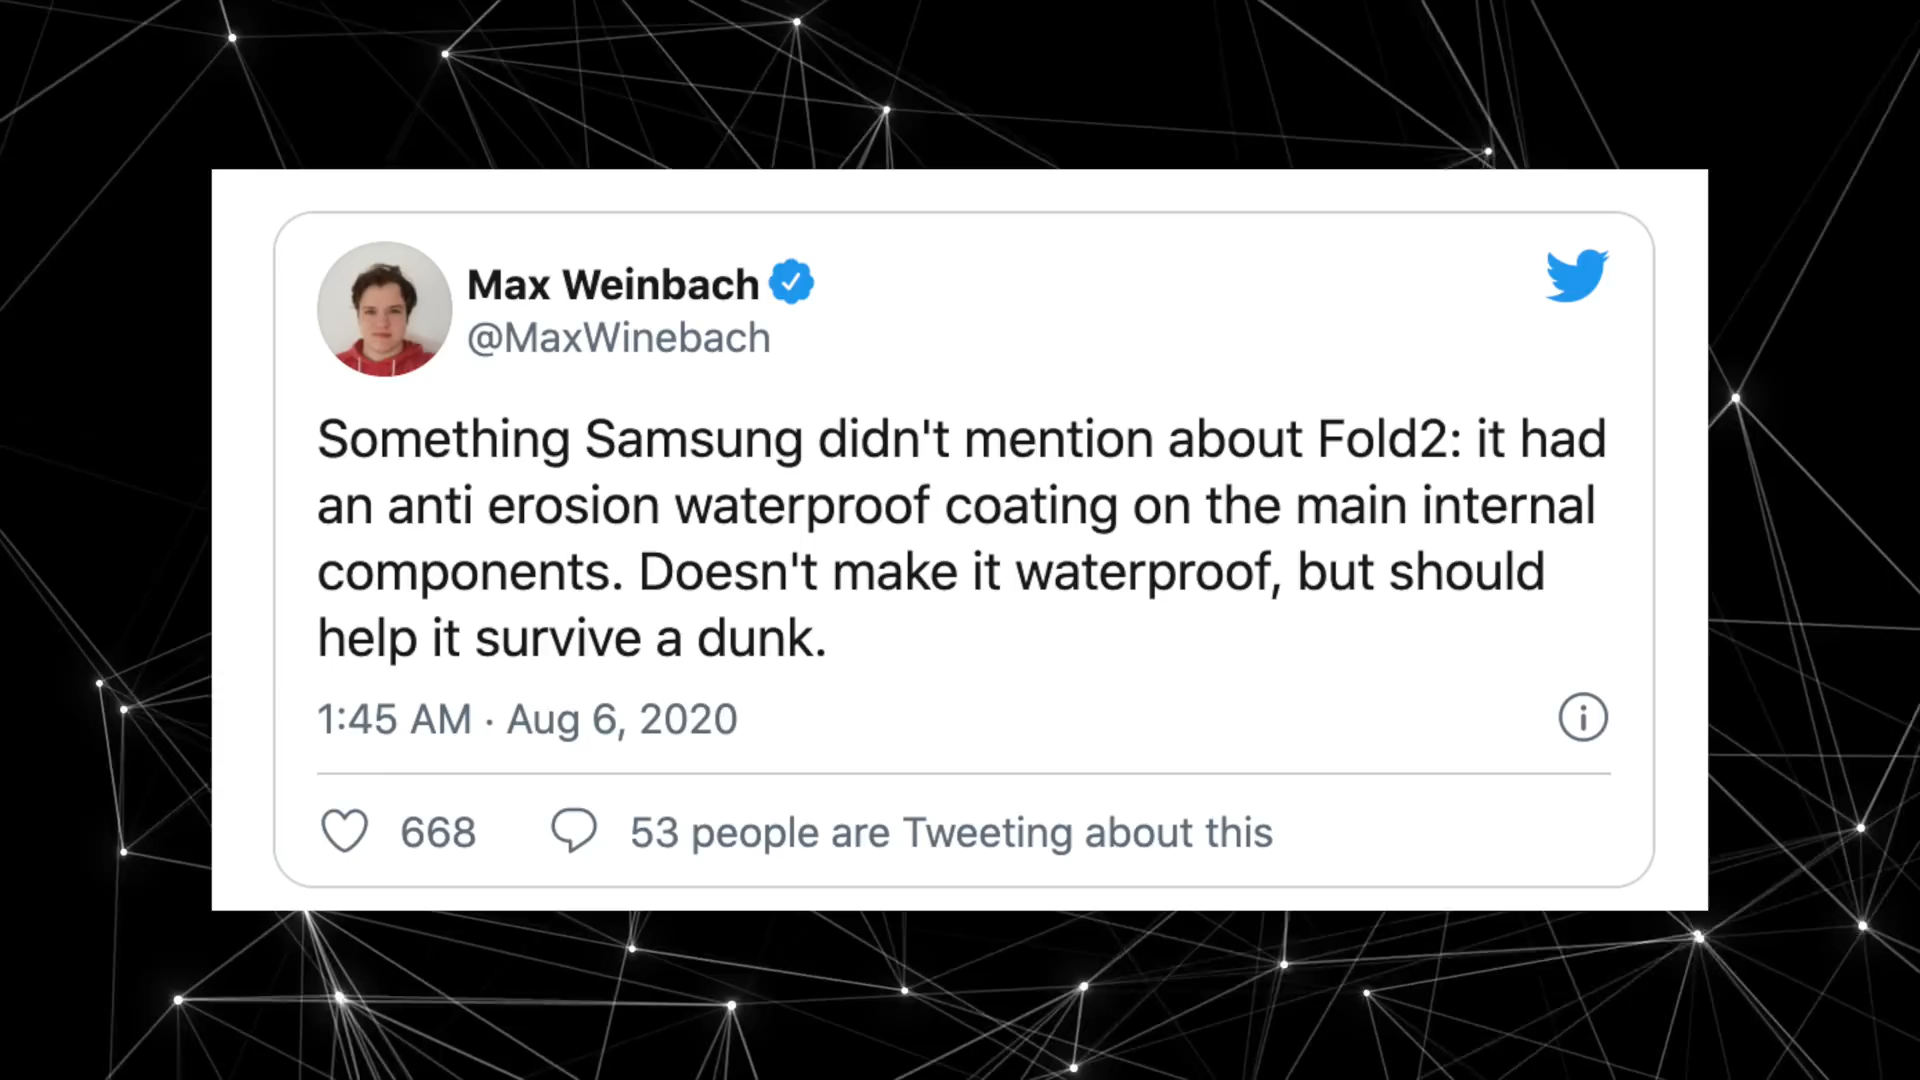 Max Weinbach
@MaxWinebach
Something Samsung didn't mention about Fold2: it had
an anti erosion waterproof coating on the main internal
components. Doesn't make it waterproof, but should
help it survive a dunk.
1:45 AM · Aug 6, 2020
668 53 people are Tweeting about this